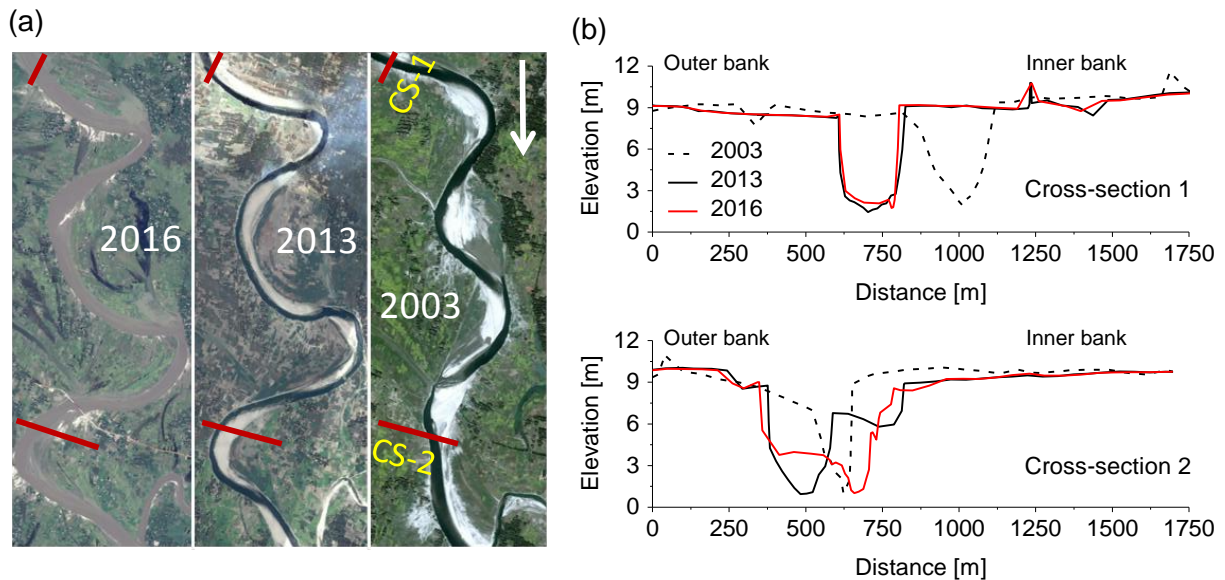 (a)
2016
2013
2003
CS-1
CS-2
(b)
Outer bank
Inner bank
Elevation [m]
12
9
6
3
0
2003
2013
2016
Cross-section 1
0 250 500 750 1000 1250 1500 1750
Distance [m]
Outer bank
Inner bank
Elevation [m]
12
9
6
3
0
Cross-section 2
0 250 500 750 1000 1250 1500 1750
Distance [m]